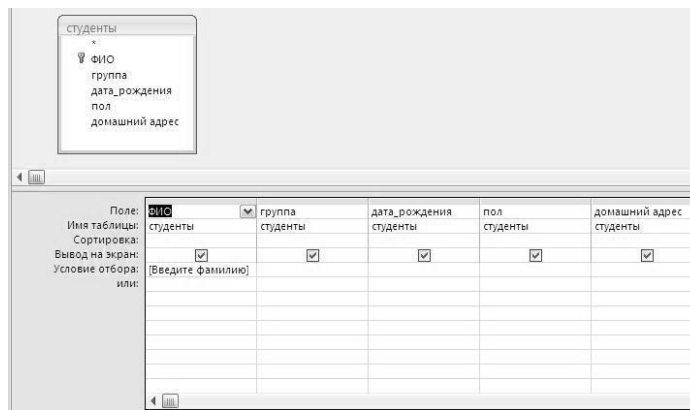 студенты
*
ФИО
группа
дата_рождения
пол
домашний адрес
Поле: ФИО группа дата_рождения пол домашний адрес
Имя таблицы: студенты студенты студенты студенты студенты
Сортировка:
Вывод на экран:
Условие отбора: [Введите фамилию]
или: